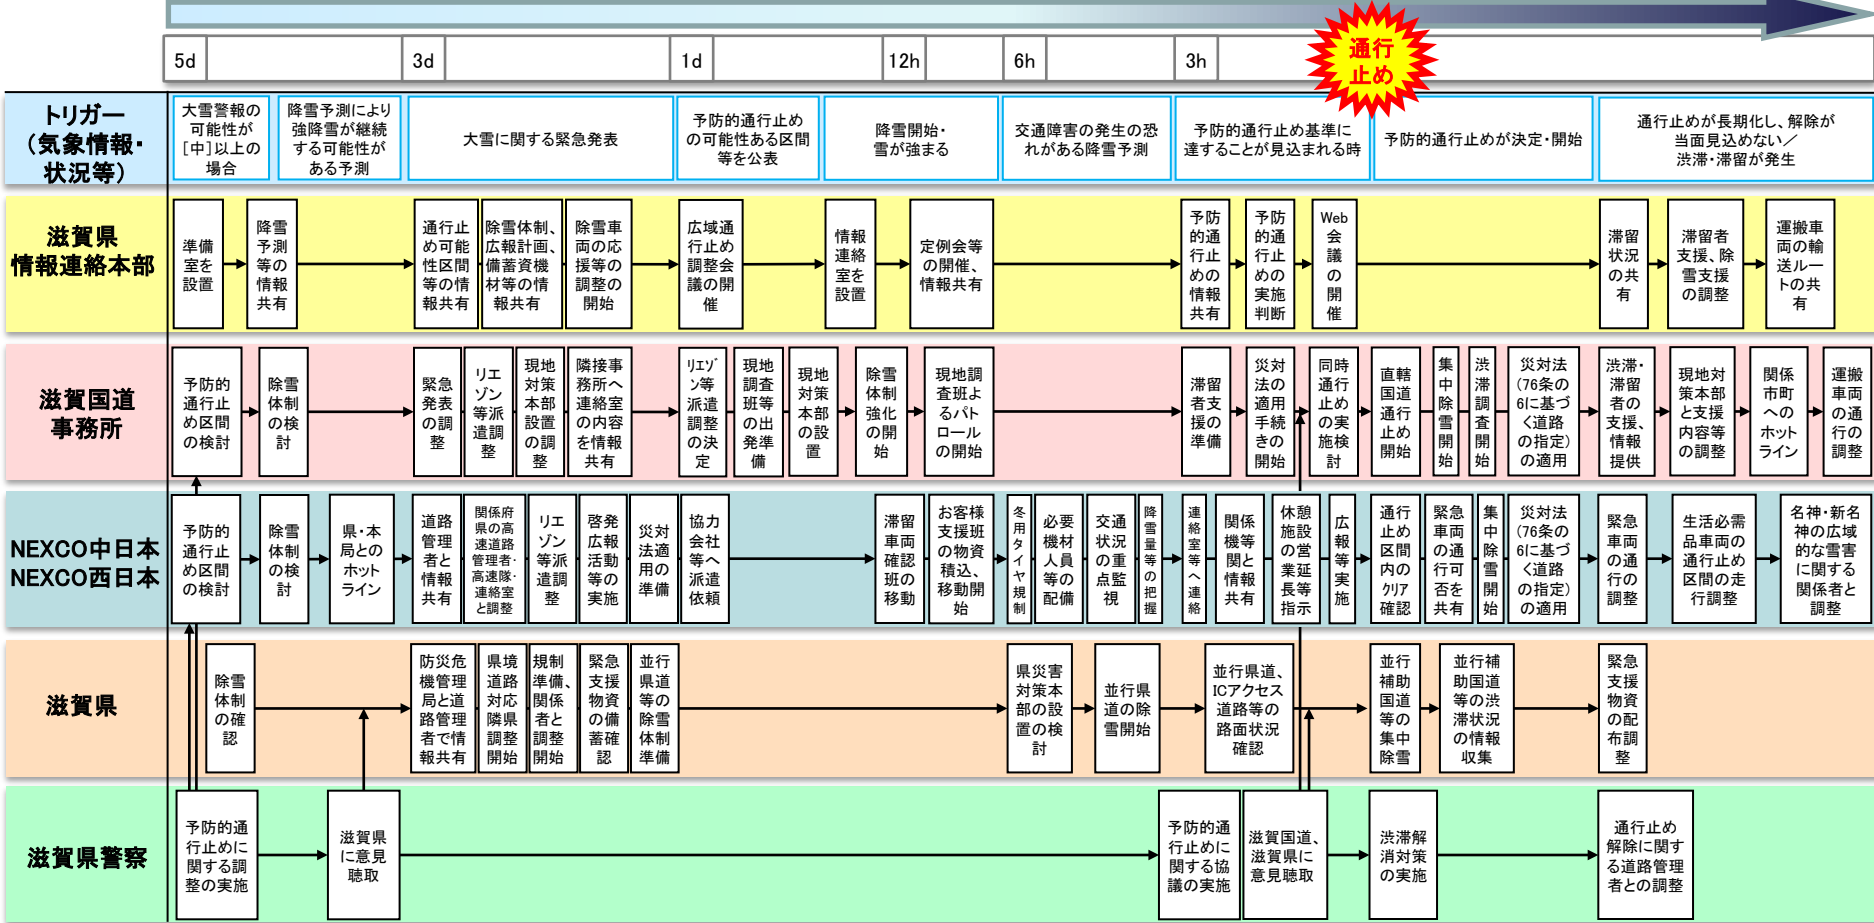 5d
3d
1d
12h
6h
3h
通行
止め
トリガー
（気象情報・
状況等）
大雪警報の
可能性が
［中］以上の
場合
降雪予測により
強降雪が継続
する可能性が
ある予測
大雪に関する緊急発表
予防的通行止め
の可能性ある区間
等を公表
降雪開始・
雪が強まる
交通障害の発生の恐
れがある降雪予測
予防的通行止め基準に
達することが見込まれる時
予防的通行止めが決定・開始
通行止めが長期化し、解除が
当面見込めない／
渋滞・滞留が発生
滋賀県
情報連絡本部
準備
室を
設置
降雪
予測
等の
情報
共有
通行止
め可能
性区間
等の情
報共有
除雪体制、
広報計画、
備蓄資機
材等の情
報共有
除雪車
両の応
援等の
調整の
開始
広域通
行止め
調整会
議の開
催
情報
連絡
室を
設置
定例会等
の開催、
情報共有
予防
的通
行止
めの
情報
共有
予防
的通
行止
めの
実施
判断
Web
会議
の開
催
滞留
状況
の共
有
滞留者
支援、除
雪支援
の調整
運搬車
両の輸
送ルー
トの共
有
滋賀国道
事務所
予防的
通行止
め区間
の検討
除雪
体制
の検
討
緊急
発表
の調
整
リエ
ゾン
等派
遣調
整
現地
対策
本部
設置
の調
整
隣接事
務所へ
連絡室
の内容
を情報
共有
リエゾ
ン等
派遣
調整
の決
定
現地
調査
班等
の出
発準
備
現地
対策
本部
の設
置
除雪
体制
強化
の開
始
現地調
査班よ
るパト
ロール
の開始
滞留
者支
援の
準備
災対
法の
適用
手続
きの
開始
同時
通行
止め
の実
施検
討
直轄
国道
通行
止め
開始
集中
除雪
開始
渋滞
調査
開始
災対法
(76条の
6に基づ
く道路
の指定)
の適用
渋滞・
滞留
者の
支援、
情報
提供
現地対
策本部
と支援
内容等
の調整
関係
市町
への
ホット
ライン
運搬
車両
の通
行の
調整
NEXCO中日本
NEXCO西日本
予防的
通行止
め区間
の検討
除雪
体制
の検
討
県・本
局との
ホット
ライン
道路
管理
者と
情報
共有
関係府
県の高
速道路
管理者・
高速隊・
連絡室
と調整
リエ
ゾン
等派
遣調
整
啓発
広報
活動
等の
実施
災対
法適
用の
準備
協力
会社
等へ
派遣
依頼
滞留
車両
確認
班の
移動
お客様
支援班
の物資
積込、
移動開
始
冬用
タイ
ヤ規
制
必要
機材
人員
等の
配備
交通
状況
の重
点監
視
降雪
量等
の把
握
連絡
室等
へ連
絡
関係
機等
関と
情報
共有
休憩
施設
の営
業延
長等
指示
広報
等実
施
通行
止め
区間
内の
クリア
確認
緊急
車両
の通
行可
否を
共有
集中
除雪
開始
災対法
(76条の
6に基づ
く道路
の指定)
の適用
緊急
車両
の通
行の
調整
生活必需
品車両の
通行止め
区間の走
行調整
名神・新名
神の広域
的な雪害
に関する
関係者と
調整
滋賀県
除雪
体制
の確
認
防災危
機管理
局と道
路管理
者で情
報共有
県境
道路
対応
隣県
調整
開始
規制
準備、
関係
者と
調整
開始
緊急
支援
物資
の備
蓄確
認
並行
県道
等の
除雪
体制
準備
県災害
対策本
部の設
置の検
討
並行県
道の除
雪開始
並行県道、
ICアクセス
道路等の
路面状況
確認
並行
補助
国道
等の
集中
除雪
並行補
助国道
等の渋
滞状況
の情報
収集
緊急
支援
物資
の配
布調
整
滋賀県警察
予防的通
行止めに
関する調
整の実施
滋賀県
に意見
聴取
予防的通
行止めに
関する協
議の実施
滋賀国道、
滋賀県に
意見聴取
渋滞解
消対策
の実施
通行止め
解除に関す
る道路管理
者との調整